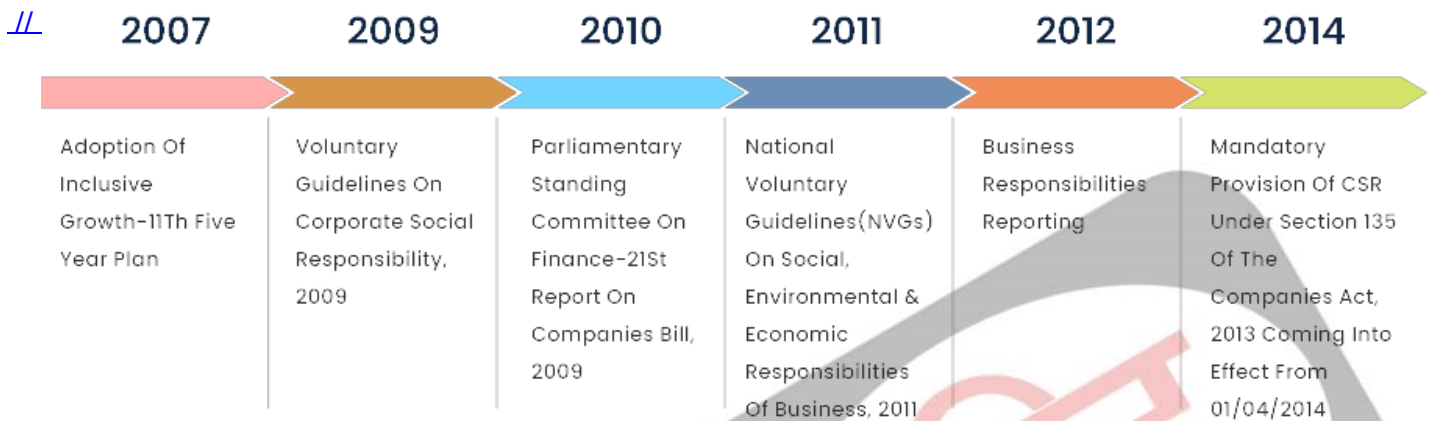 //
2007
2009
2010
2011
2012
2014
Adoption Of
Inclusive
Growth-11Th Five
Year Plan
Voluntary
Guidelines On
Corporate Social
Responsibility,
2009
Parliamentary
Standing
Committee On
Finance-21St
Report On
Companies Bill,
2009
National
Voluntary
Guidelines(NVGs)
On Social,
Environmental &
Economic
Responsibilities
Of Business, 2011
Business
Responsibilities
Reporting
Mandatory
Provision Of CSR
Under Section 135
Of The
Companies Act,
2013 Coming Into
Effect From
01/04/2014